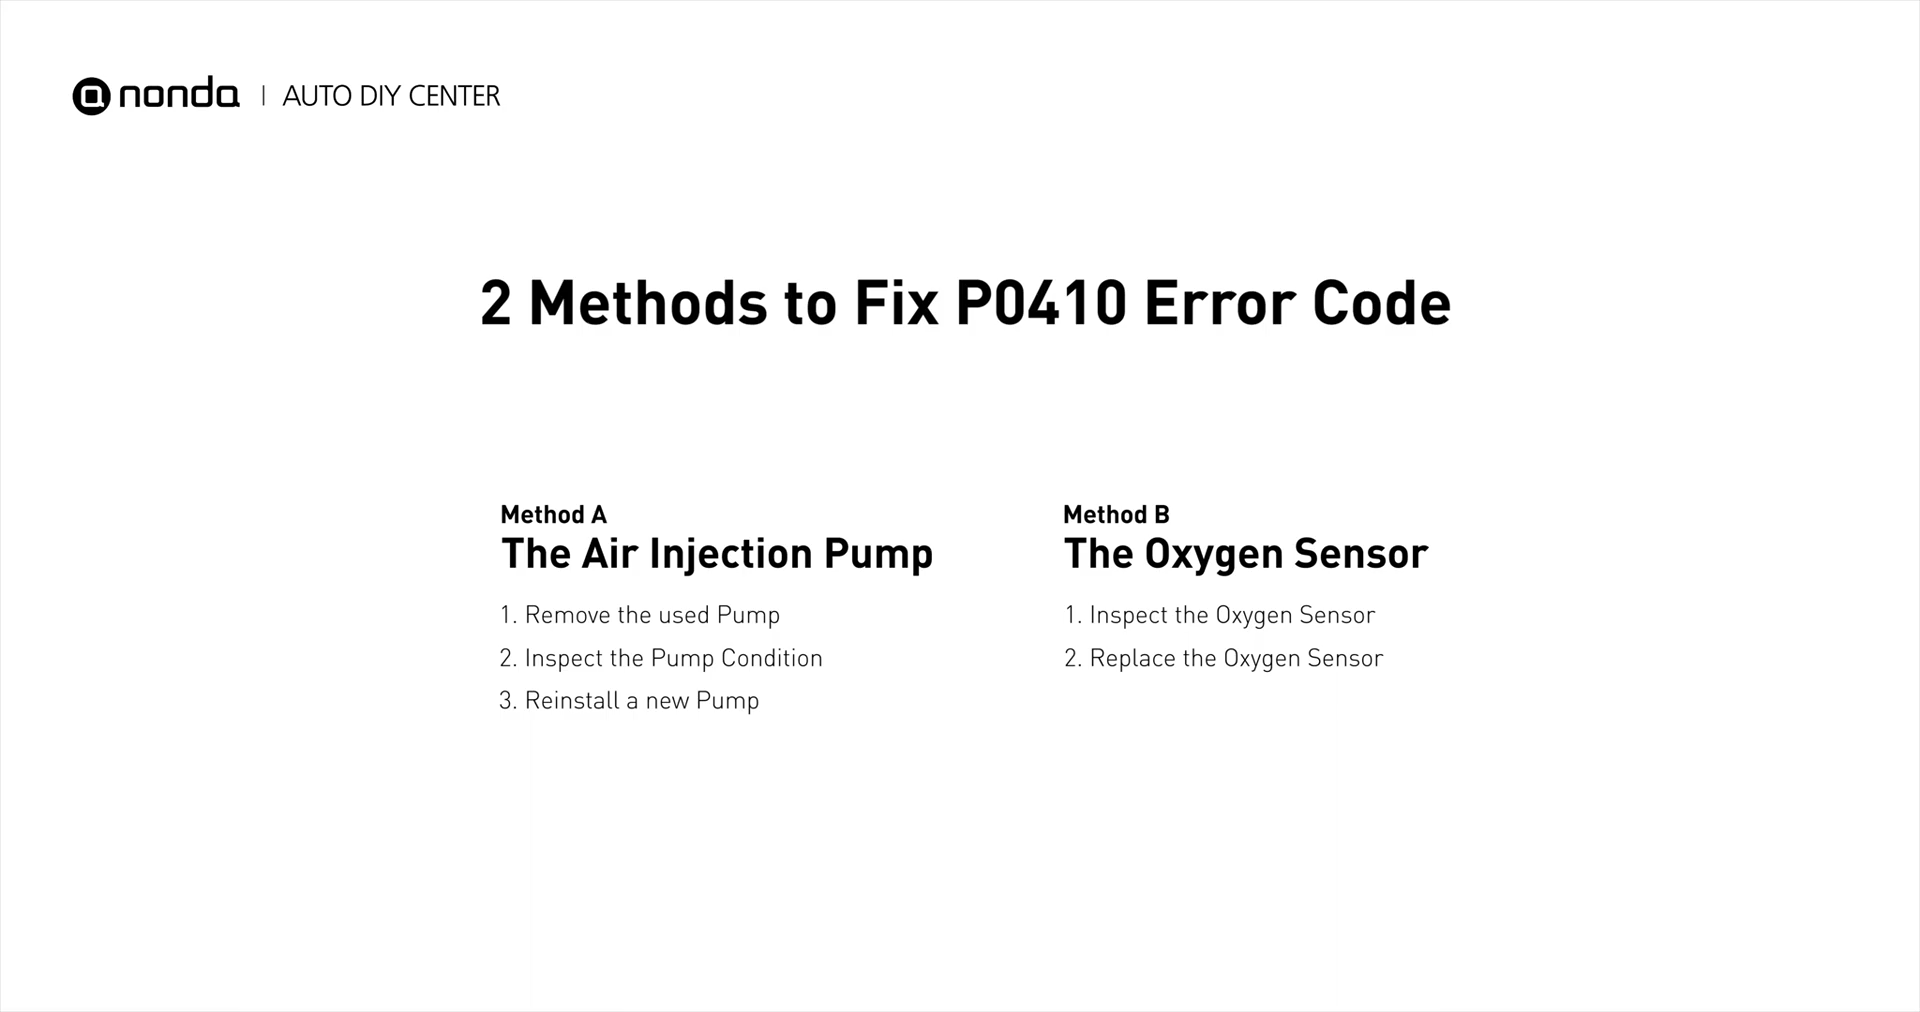 nonda | AUTO DIY CENTER
2 Methods to Fix P0410 Error Code
Method A
The Air Injection Pump
1. Remove the used Pump
2. Inspect the Pump Condition
3. Reinstall a new Pump
Method B
The Oxygen Sensor
1. Inspect the Oxygen Sensor
2. Replace the Oxygen Sensor